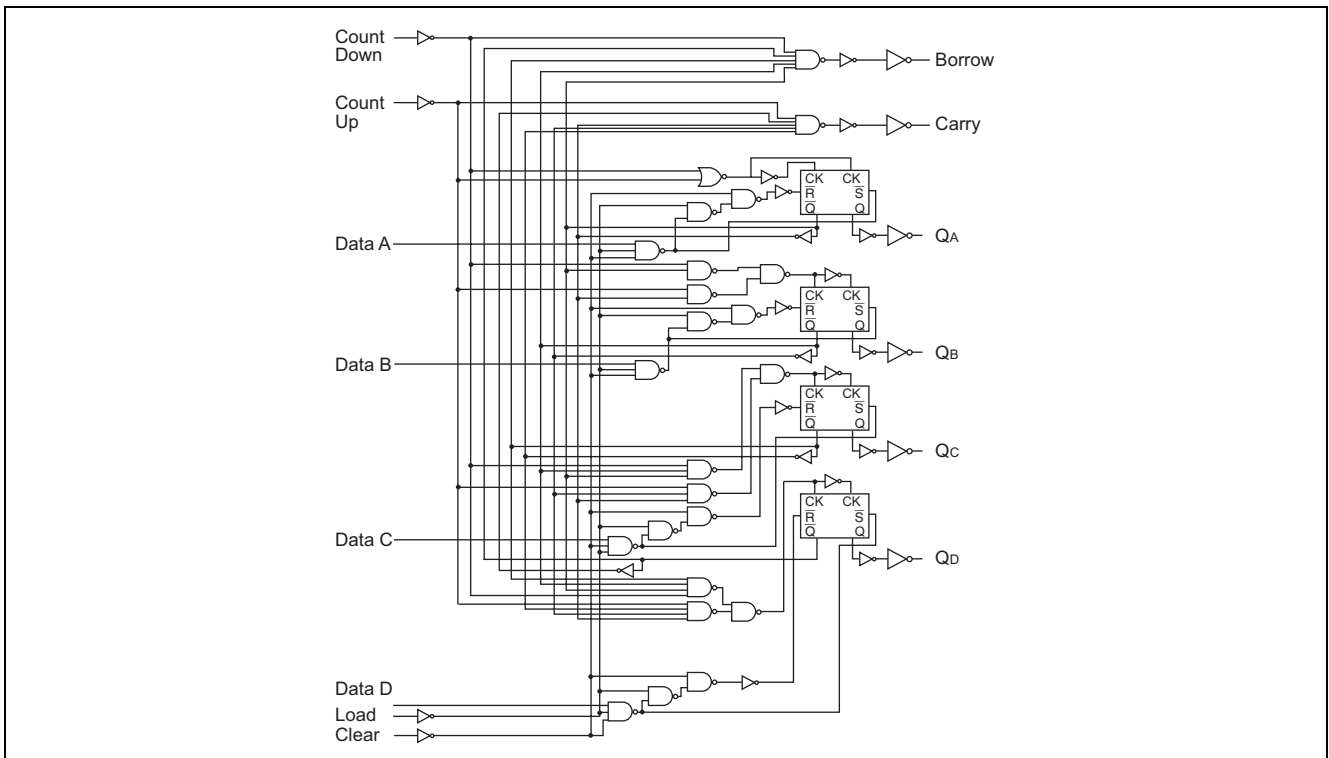 Count
Down
Borrow
Count
Up
Carry
CK CK
R̅ S̅
Q̅ Q
QA
Data A
CK CK
R̅ S̅
Q̅ Q
QB
Data B
CK CK
R̅ S̅
Q̅ Q
QC
CK CK
R̅ S̅
Q̅ Q
Data C
QD
Data D
Load
Clear